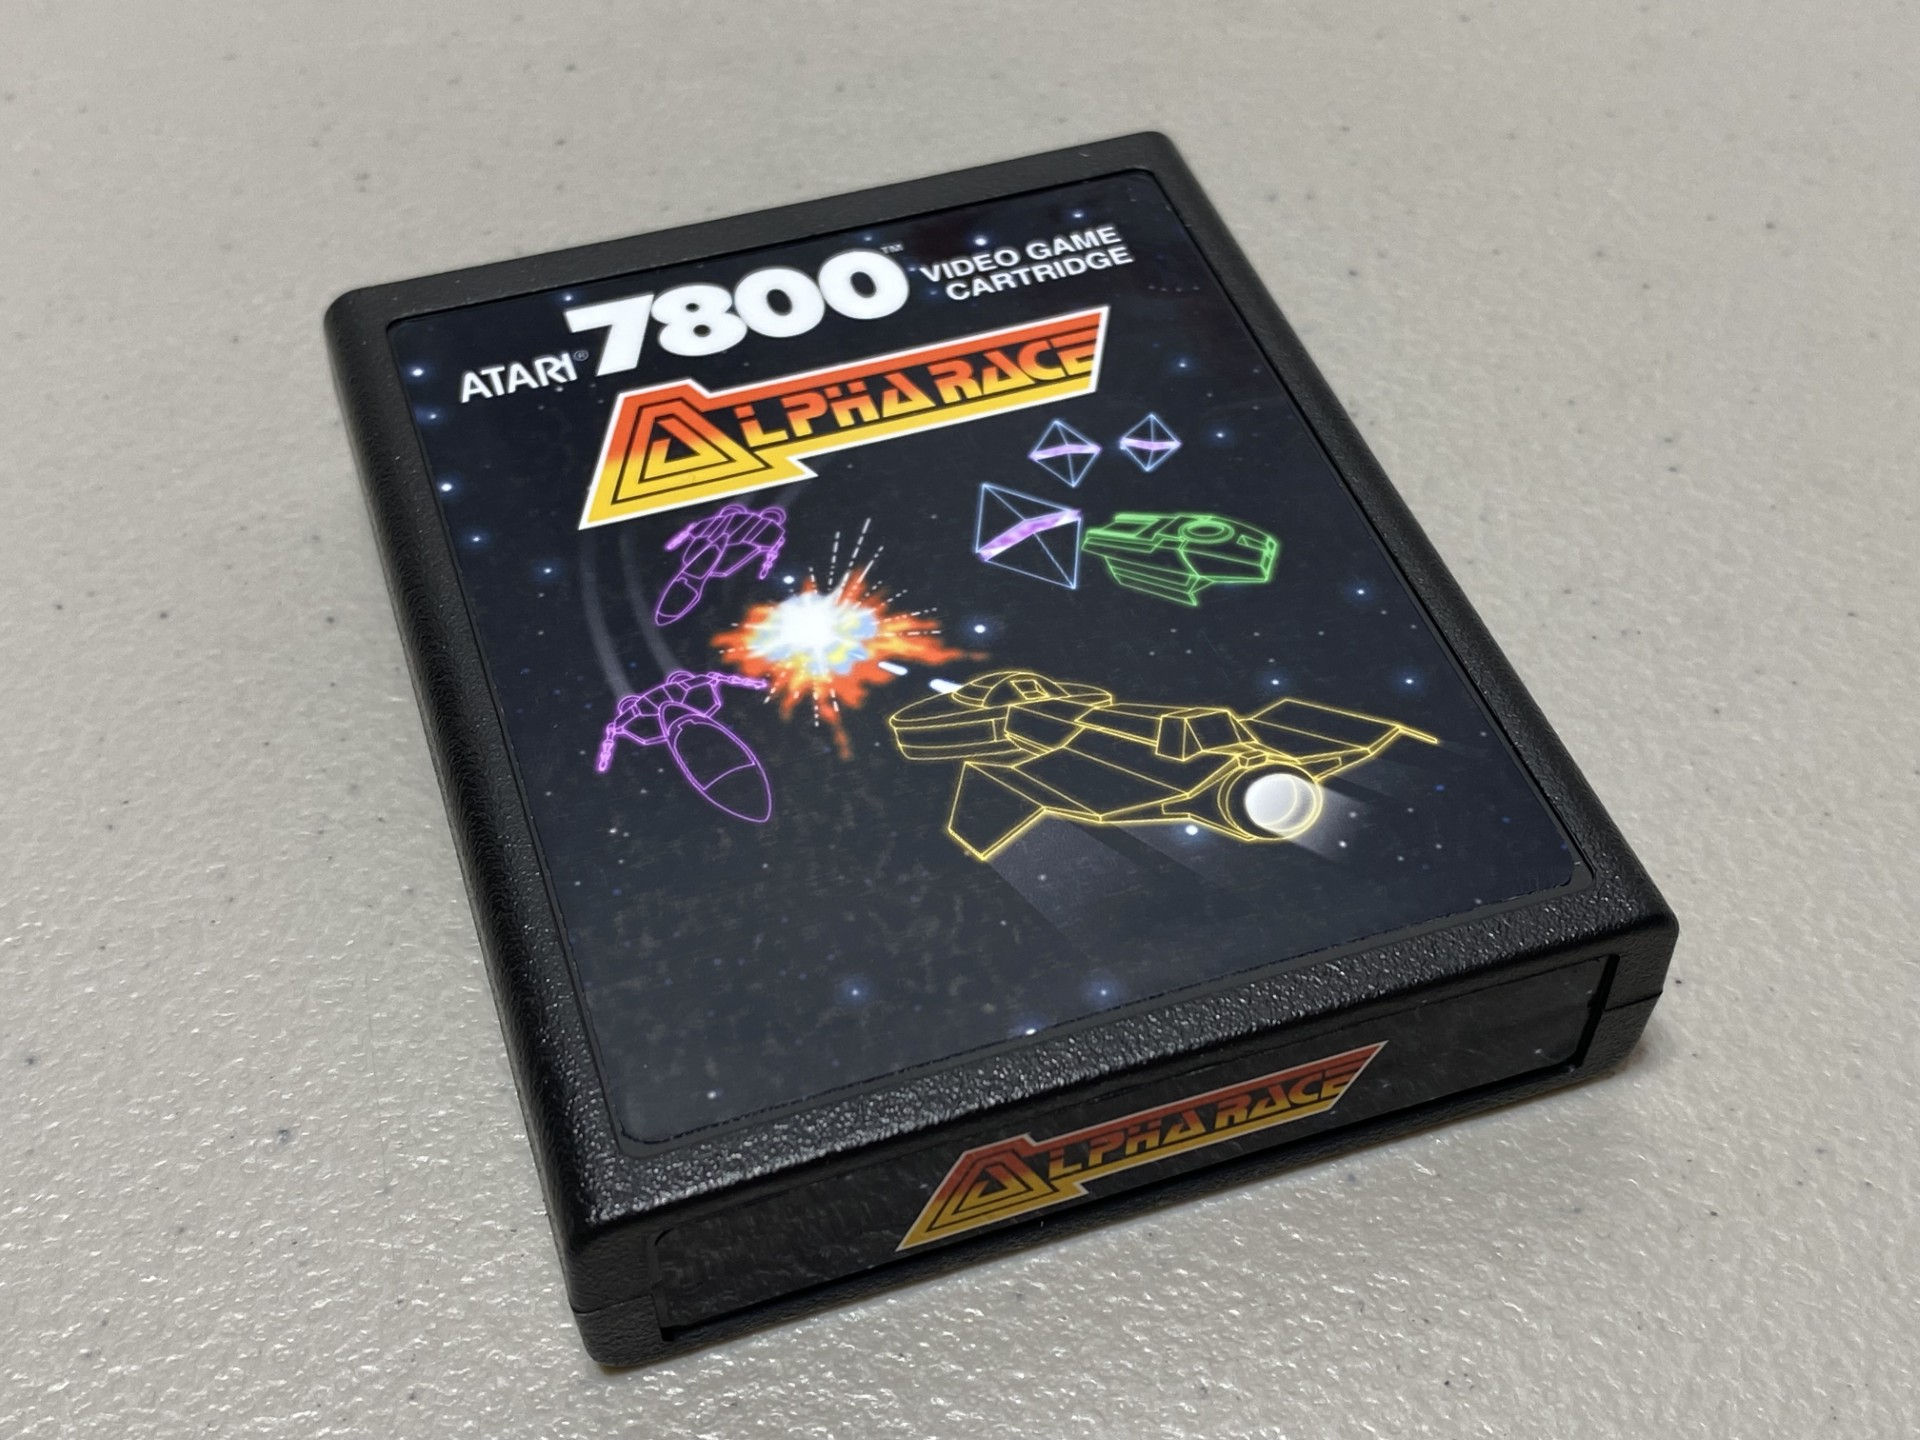 ATARI® 7800™ VIDEO GAME
CARTRIDGE
ALPHA RACE
ALPHA RACE